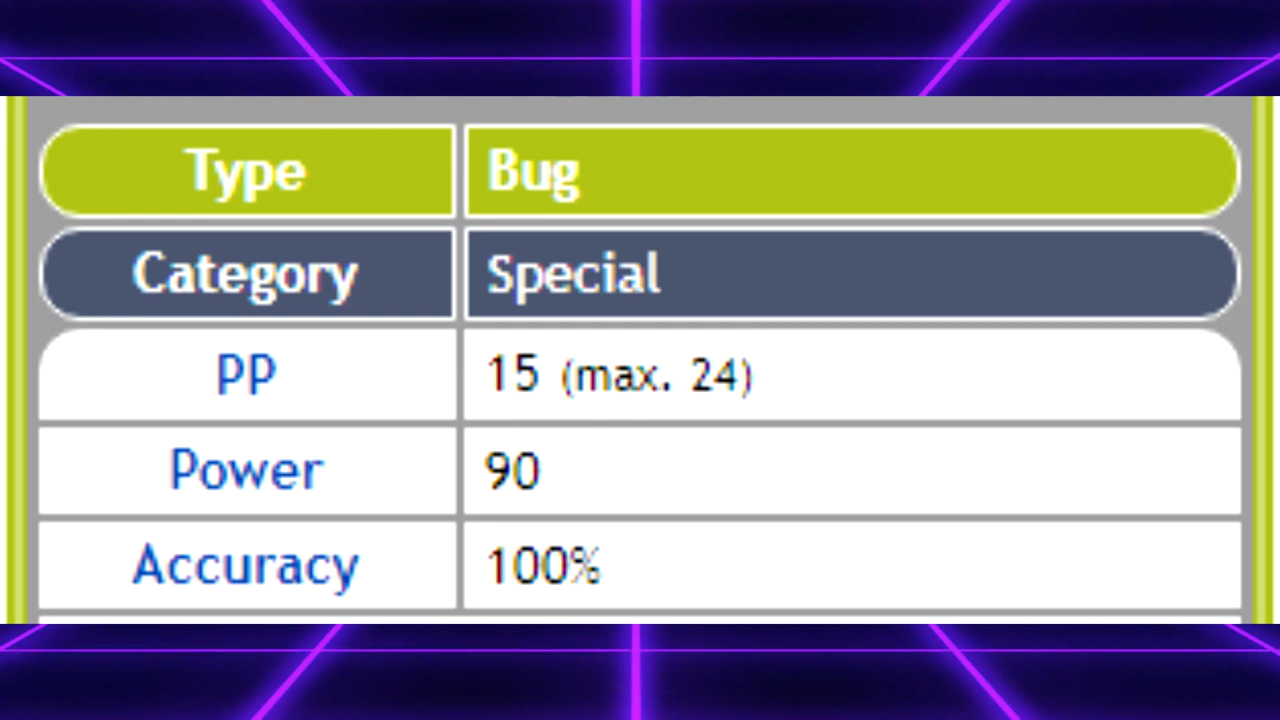 Type Bug
Category Special
PP 15 (max. 24)
Power 90
Accuracy 100%